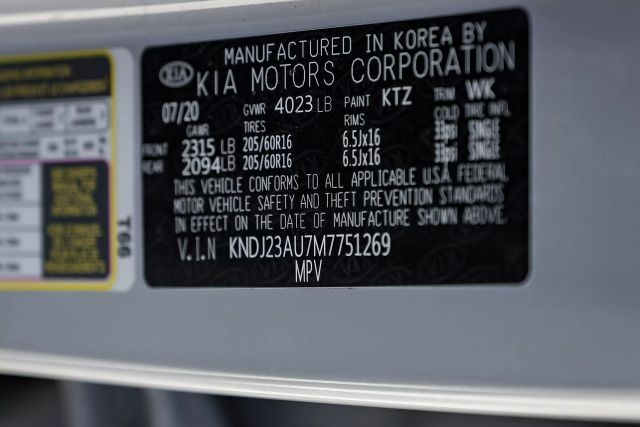 MANUFACTURED IN KOREA BY
KIA KIA MOTORS CORPORATION
07/20 GVWR 4023 LB PAINT KTZ TRIM WK
GAWR TIRES RIMS COLD TIRE INFL
FRONT 2315 LB 205/60R16 6.5Jx16 33psi SINGLE
REAR 2094 LB 205/60R16 6.5Jx16 33psi SINGLE
THIS VEHICLE CONFORMS TO ALL APPLICABLE U.S.A. FEDERAL
MOTOR VEHICLE SAFETY AND THEFT PREVENTION STANDARDS
IN EFFECT ON THE DATE OF MANUFACTURE SHOWN ABOVE.
V.I.N KNDJ23AU7M7751269
MPV
T66